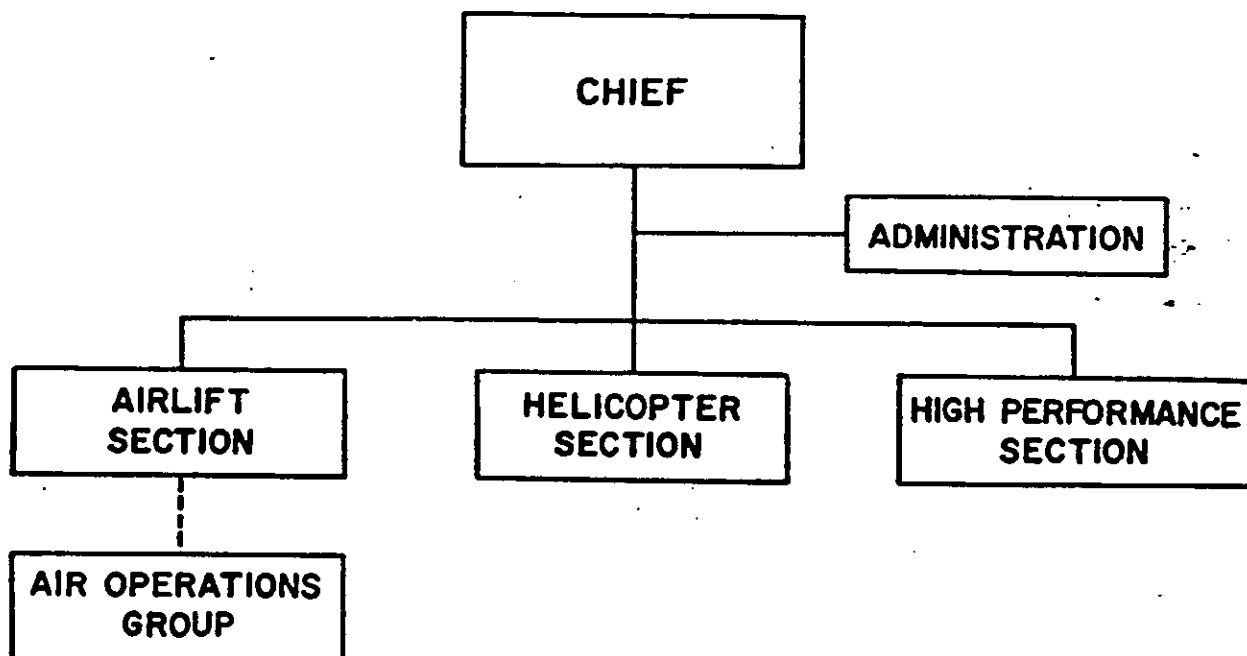 CHIEF
ADMINISTRATION
AIRLIFT
SECTION
HELICOPTER
SECTION
HIGH PERFORMANCE
SECTION
AIR OPERATIONS
GROUP